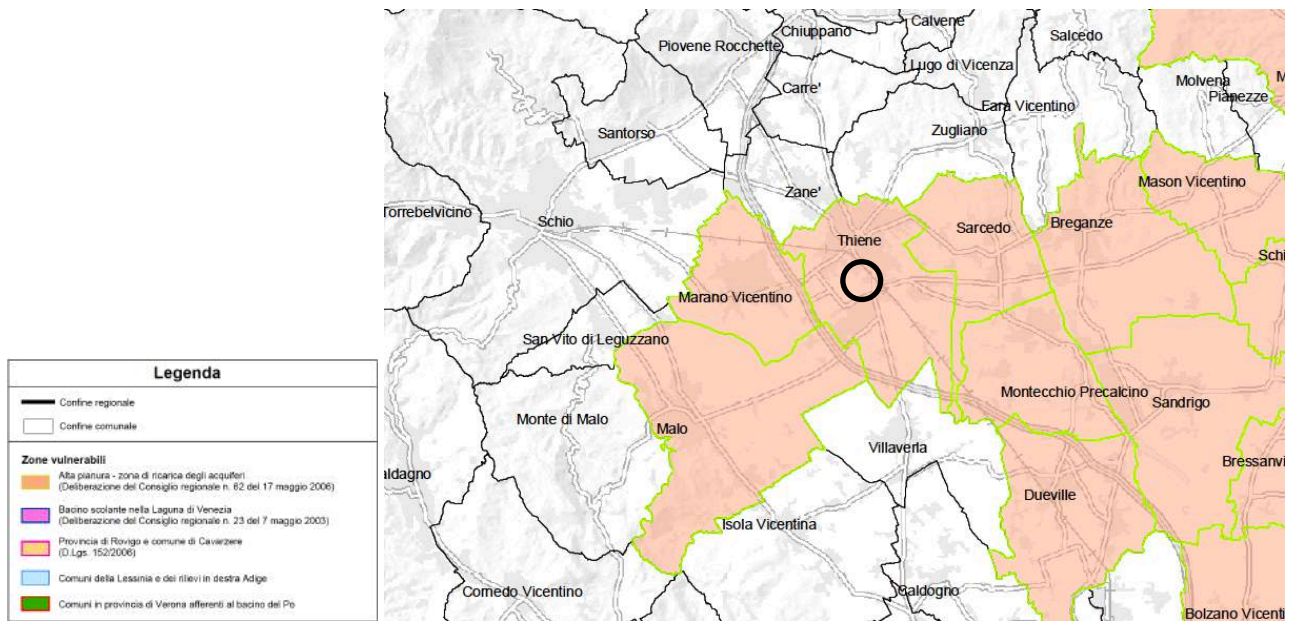 Calvene
Chiuppano
Salcedo
Piovene Rocchette
Lugo di Vicenza
Molvena
M
Carre'
Pianezze
Fara Vicentino
Santorso
Zugliano
Mason Vicentino
Zane'
Torrebelvicino
Schio
Sarcedo
Breganze
Thiene
Schi
Marano Vicentino
San Vito di Leguzzano
Montecchio Precalcino
Sandrigo
Monte di Malo
Malo
Villaverla
Bressanvi
aldagno
Dueville
Isola Vicentina
Cornedo Vicentino
Caldogno
Bolzano Vicenti
Legenda
Confine regionale
Confine comunale
Zone vulnerabili
Alta pianura - zona di ricarica degli acquiferi
(Deliberazione del Consiglio regionale n. 62 del 17 maggio 2006)
Bacino scolante nella Laguna di Venezia
(Deliberazione del Consiglio regionale n. 23 del 7 maggio 2003)
Provincia di Rovigo e comune di Cavarzere
(D.Lgs. 152/2006)
Comuni della Lessinia e dei rilievi in destra Adige
Comuni in provincia di Verona afferenti al bacino del Po